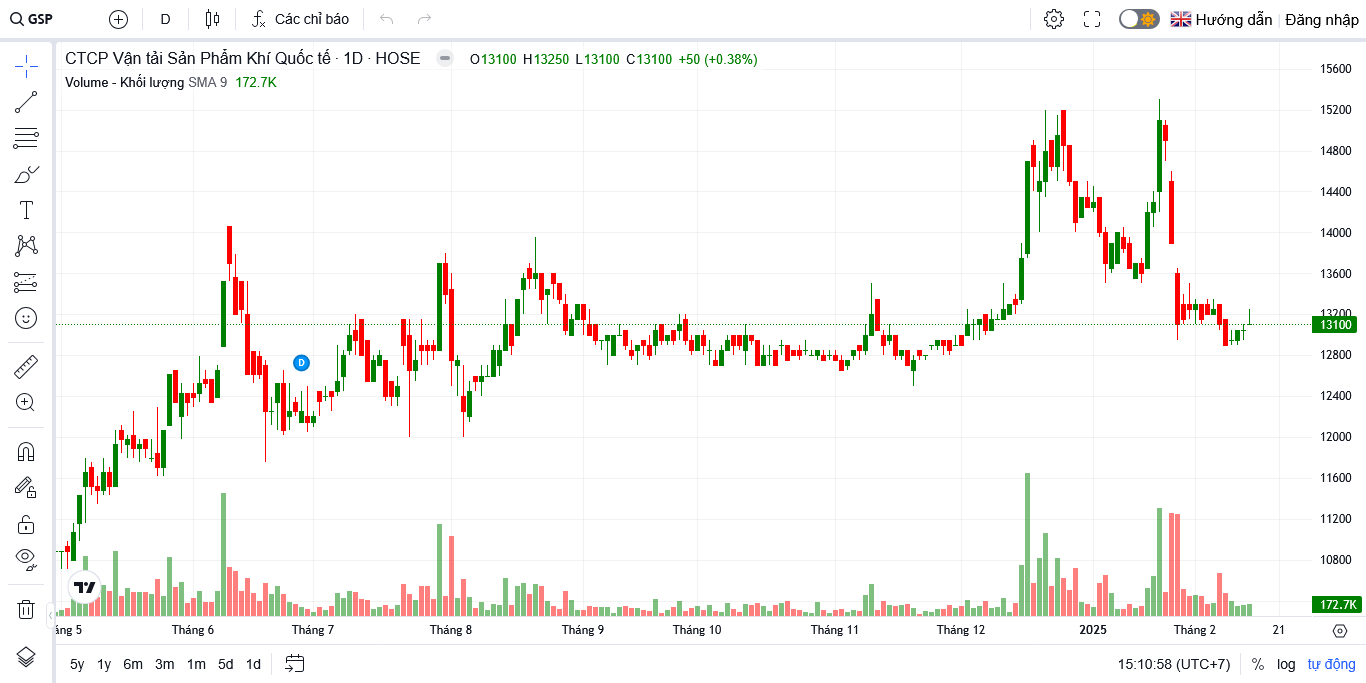 GSP D Các chỉ báo Hướng dẫn Đăng nhập
CTCP Vận tải Sản Phẩm Khí Quốc tế · 1D · HOSE O13100 H13250 L13100 C13100 +50 (+0.38%)
Volume - Khối lượng SMA 9 172.7K
15600
15200
14800
14400
14000
13600
13200
13100
12800
12400
12000
11600
11200
10800
172.7K
D
áng 5 Tháng 6 Tháng 7 Tháng 8 Tháng 9 Tháng 10 Tháng 11 Tháng 12 2025 Tháng 2 21
5y 1y 6m 3m 1m 5d 1d 15:10:58 (UTC+7) % log tự động